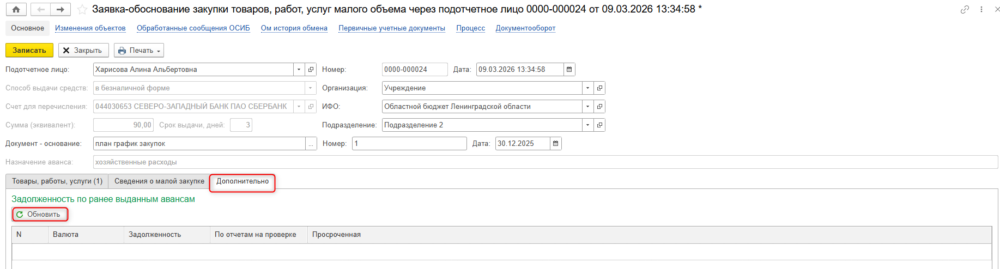 Заявка-обоснование закупки товаров, работ, услуг малого объема через подотчетное лицо 0000-000024 от 09.03.2026 13:34:58 *
Основное Изменения объектов Обработанные сообщения ОСИБ Ом история обмена Первичные учетные документы Процесс Документооборот
Записать Закрыть Печать
Подотчетное лицо: Харисова Алина Альбертовна Номер: 0000-000024 Дата: 09.03.2026 13:34:58
Способ выдачи средств: в безналичной форме Организация: Учреждение
Счет для перечисления: 044030653 СЕВЕРО-ЗАПАДНЫЙ БАНК ПАО СБЕРБАНК ИФО: Областной бюджет Ленинградской области
Сумма (эквивалент): 90,00 Срок выдачи, дней: 3 Подразделение: Подразделение 2
Документ - основание: план график закупок ... Номер: 1 Дата: 30.12.2025
Назначение аванса: хозяйственные расходы
Товары, работы, услуги (1) Сведения о малой закупке Дополнительно
Задолженность по ранее выданным авансам
Обновить
N Валюта Задолженность По отчетам на проверке Просроченная